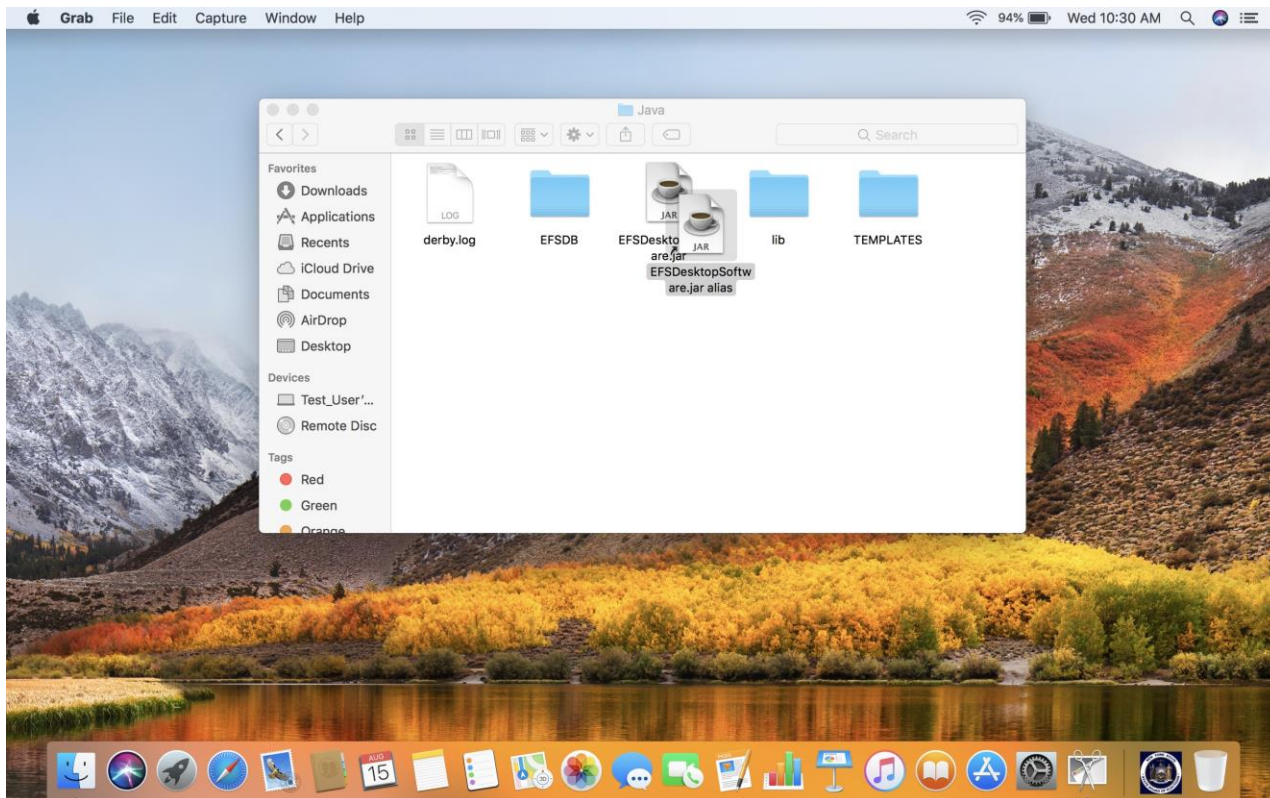 Grab File Edit Capture Window Help 94% Wed 10:30 AM
Java
Search
Favorites
Downloads
Applications
Recents
iCloud Drive
Documents
AirDrop
Desktop
Devices
Test_User'...
Remote Disc
Tags
Red
Green
Orange
LOG
derby.log
EFSDB
JAR
EFSDeskto
are.jar
JAR
EFSDesktopSoftw
are.jar alias
lib
TEMPLATES
AUG
15